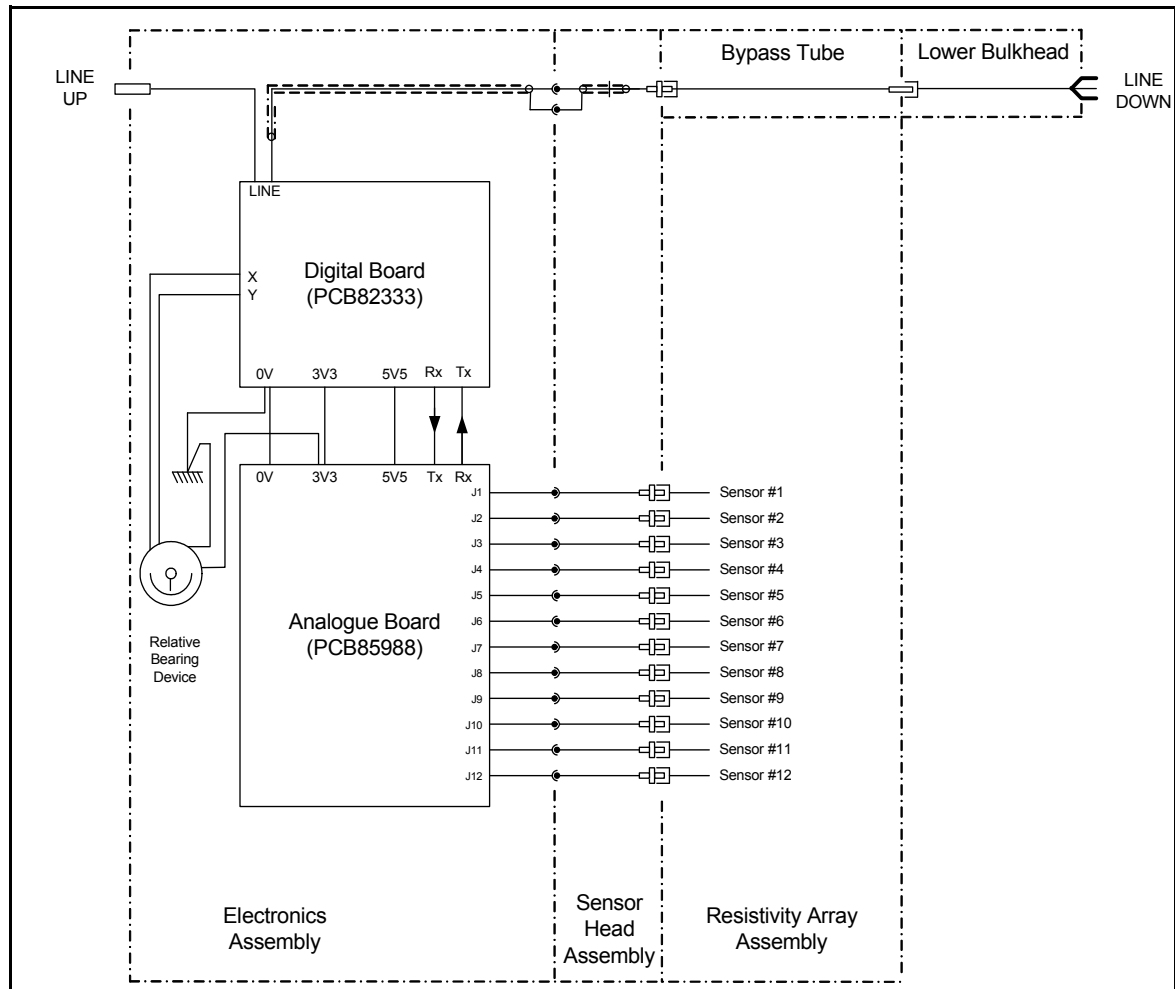 Bypass Tube
Lower Bulkhead
LINE
UP
LINE
DOWN
LINE
X
Y
Digital Board
(PCB82333)
0V 3V3 5V5 Rx Tx
0V 3V3 5V5 Tx Rx
J1 Sensor #1
J2 Sensor #2
J3 Sensor #3
J4 Sensor #4
J5 Sensor #5
J6 Sensor #6
J7 Sensor #7
J8 Sensor #8
J9 Sensor #9
J10 Sensor #10
J11 Sensor #11
J12 Sensor #12
Analogue Board
(PCB85988)
Relative
Bearing
Device
Electronics
Assembly
Sensor
Head
Assembly
Resistivity Array
Assembly